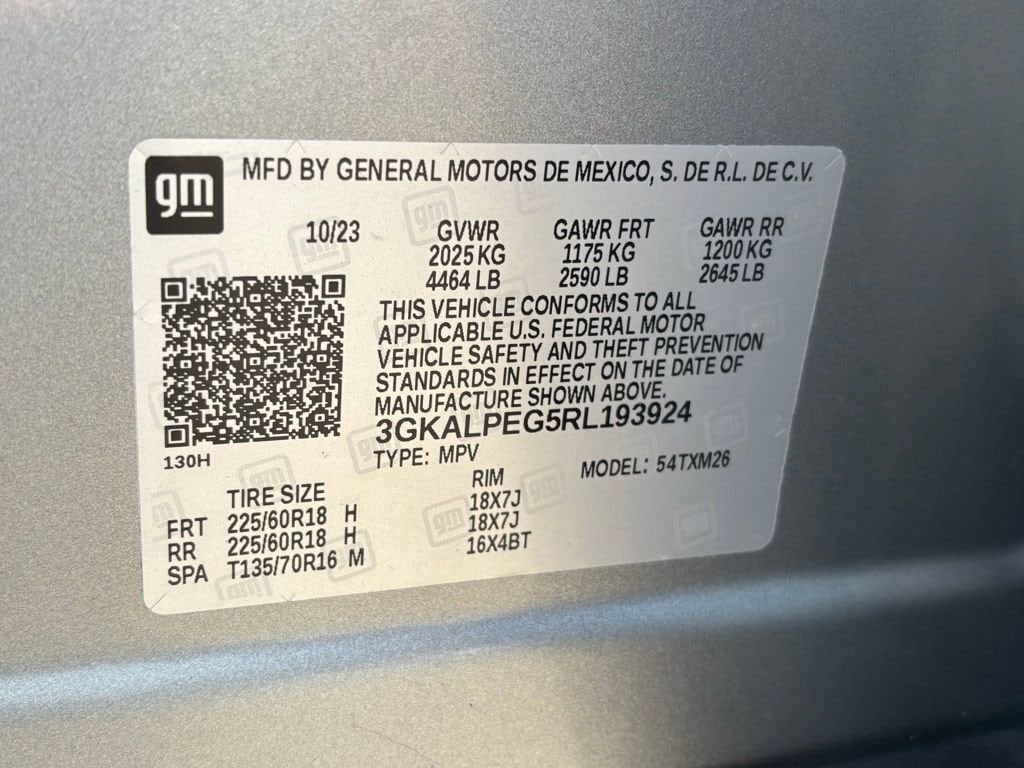 gm
MFD BY GENERAL MOTORS DE MEXICO, S. DE R.L. DE C.V.
10/23 GVWR GAWR FRT GAWR RR
2025 KG 1175 KG 1200 KG
4464 LB 2590 LB 2645 LB
THIS VEHICLE CONFORMS TO ALL
APPLICABLE U.S. FEDERAL MOTOR
VEHICLE SAFETY AND THEFT PREVENTION
STANDARDS IN EFFECT ON THE DATE OF
MANUFACTURE SHOWN ABOVE.
3GKALPEG5RL193924
130H
TYPE: MPV MODEL: 54TXM26
TIRE SIZE RIM
FRT 225/60R18 H 18X7J
RR 225/60R18 H 18X7J
SPA T135/70R16 M 16X4BT